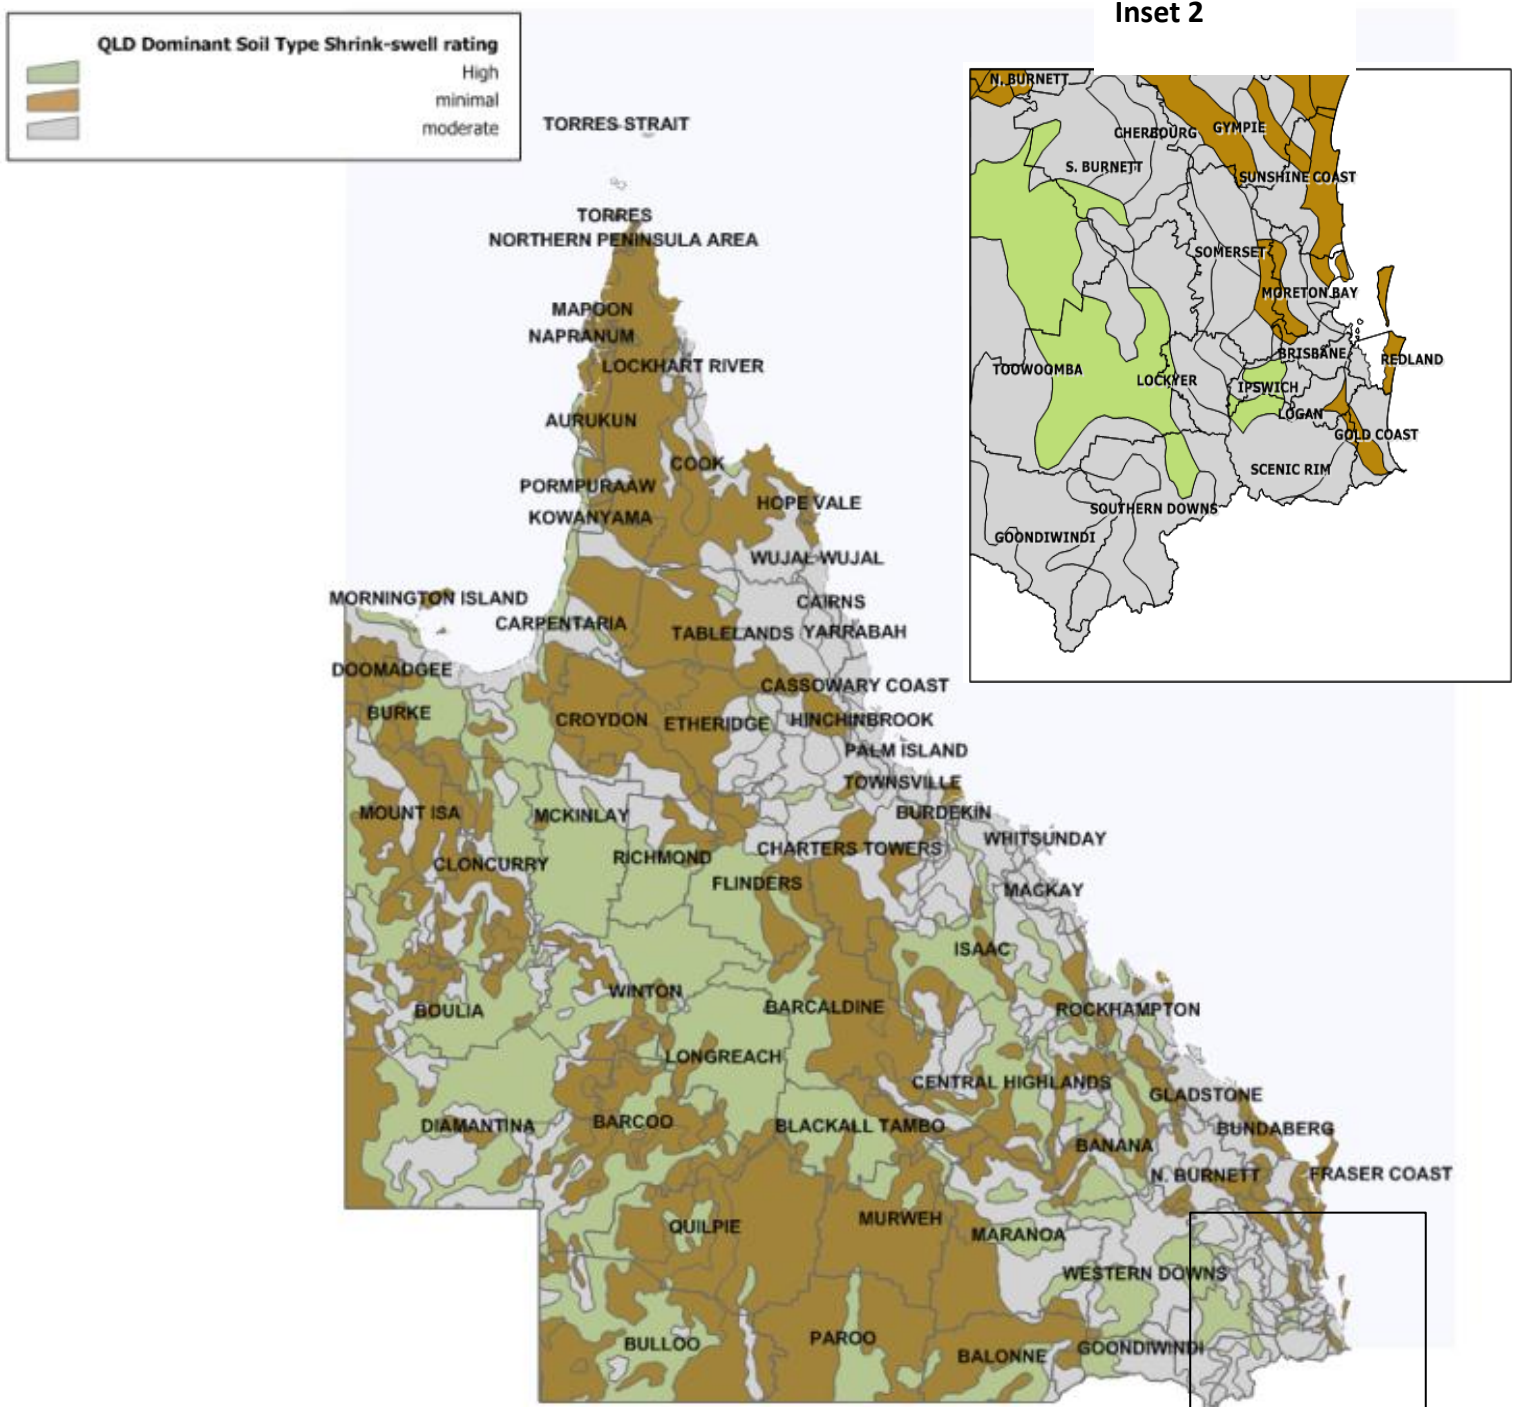 Inset 2
QLD Dominant Soil Type Shrink-swell rating
High
minimal
moderate
N. BURNETT
CHERBOURG
GYMPIE
S. BURNETT
SUNSHINE COAST
SOMERSET
MORETON BAY
BRISBANE
REDLAND
TOOWOOMBA
LOCKYER
IPSWICH
LOGAN
GOLD COAST
SCENIC RIM
SOUTHERN DOWNS
GOONDIWINDI
TORRES STRAIT
TORRES
NORTHERN PENINSULA AREA
MAPOON
NAPRANUM
LOCKHART RIVER
AURUKUN
COOK
PORMPURAAW
HOPE VALE
KOWANYAMA
WUJAL WUJAL
MORNINGTON ISLAND
CAIRNS
CARPENTARIA
TABLELANDS
YARRABAH
DOOMADGEE
CASSOWARY COAST
BURKE
CROYDON
ETHERIDGE
HINCHINBROOK
PALM ISLAND
TOWNSVILLE
MOUNT ISA
MCKINLAY
BURDEKIN
WHITSUNDAY
CLONCURRY
RICHMOND
CHARTERS TOWERS
FLINDERS
MACKAY
ISAAC
WINTON
BOULIA
BARCALDINE
ROCKHAMPTON
LONGREACH
CENTRAL HIGHLANDS
GLADSTONE
DIAMANTINA
BARCOO
BLACKALL TAMBO
BUNDABERG
BANANA
N. BURNETT
FRASER COAST
QUILPIE
MURWEH
MARANOA
WESTERN DOWNS
BULLOO
PAROO
BALONNE
GOONDIWINDI